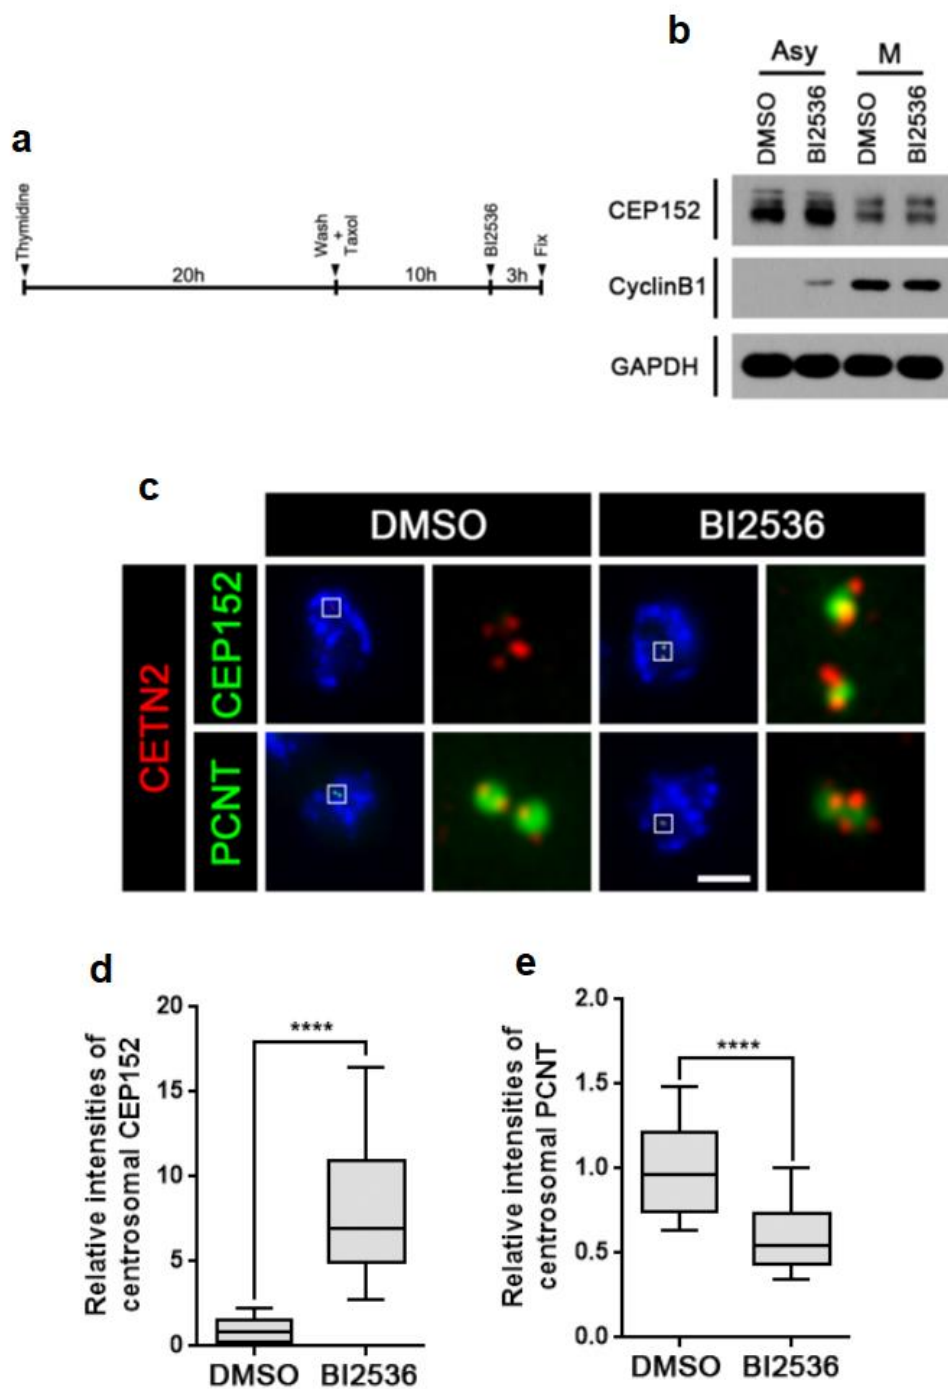 a
Thymidine
Wash
+
Taxol
BI2536
Fix
20h
10h
3h
b
Asy
M
DMSO
BI2536
DMSO
BI2536
CEP152
CyclinB1
GAPDH
c
DMSO
BI2536
CETN2
CEP152
PCNT
d
Relative intensities of
centrosomal CEP152
20
15
10
5
0
****
DMSO
BI2536
e
Relative intensities of
centrosomal PCNT
2.0
1.5
1.0
0.5
0.0
****
DMSO
BI2536